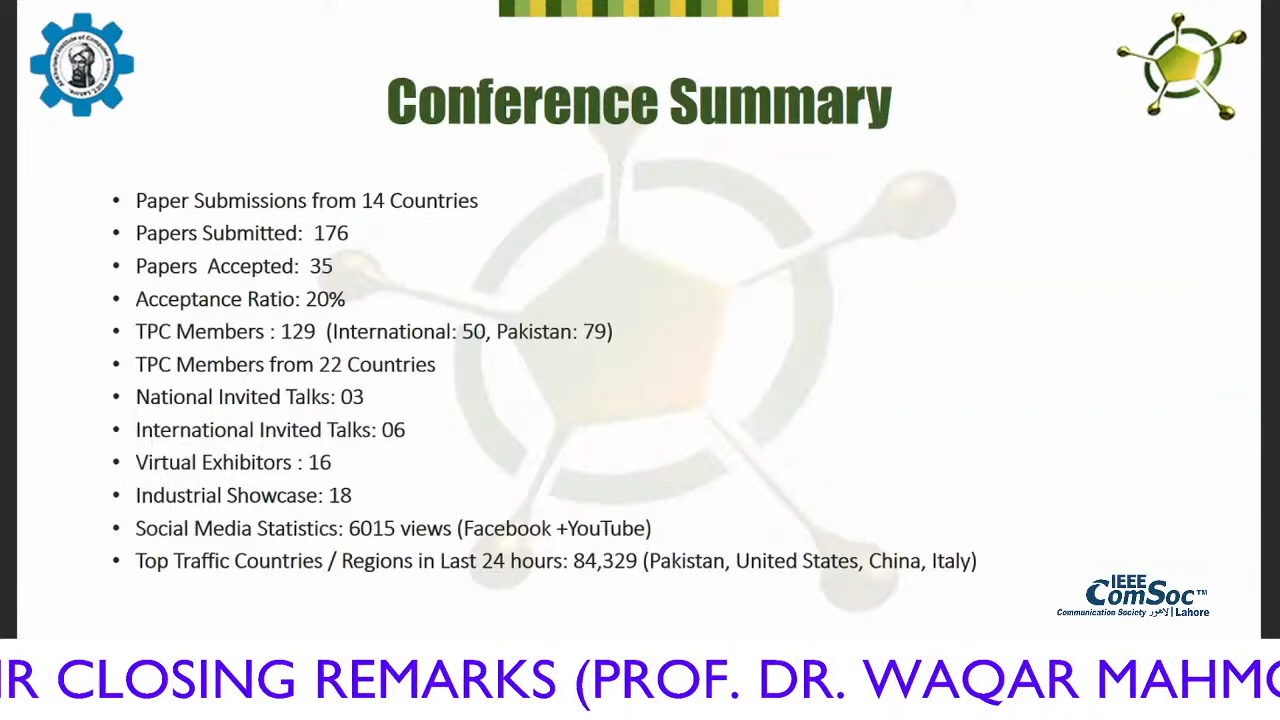 Conference Summary
• Paper Submissions from 14 Countries
• Papers Submitted: 176
• Papers Accepted: 35
• Acceptance Ratio: 20%
• TPC Members : 129 (International: 50, Pakistan: 79)
• TPC Members from 22 Countries
• National Invited Talks: 03
• International Invited Talks: 06
• Virtual Exhibitors : 16
• Industrial Showcase: 18
• Social Media Statistics: 6015 views (Facebook +YouTube)
• Top Traffic Countries / Regions in Last 24 hours: 84,329 (Pakistan, United States, China, Italy)
IEEE
ComSoc™
Communication Society لاہور | Lahore
IR CLOSING REMARKS (PROF. DR. WAQAR MAHMO